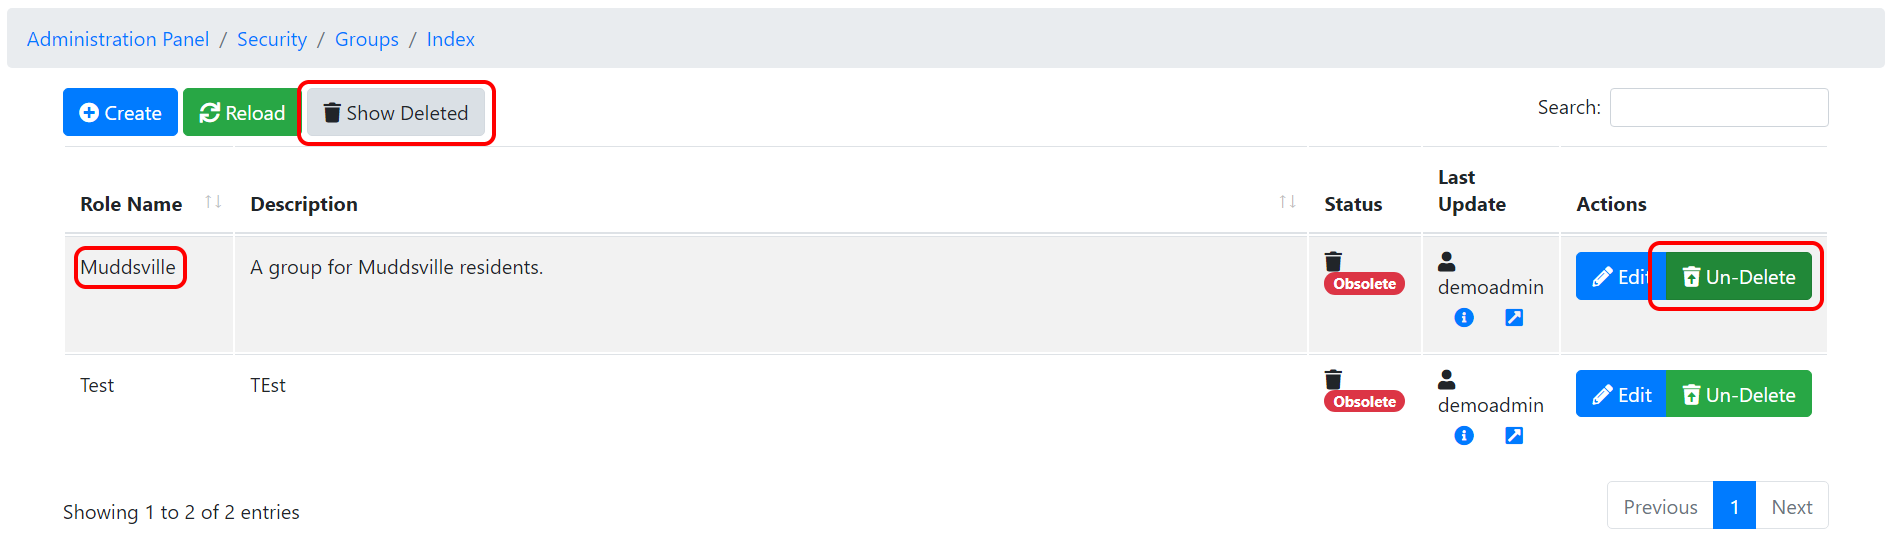 Administration Panel / Security / Groups / Index
Create Reload Show Deleted Search:
Role Name Description Status Last Update Actions
Muddsville A group for Muddsville residents. Obsolete demoadmin Edit Un-Delete
Test TEst Obsolete demoadmin Edit Un-Delete
Showing 1 to 2 of 2 entries Previous 1 Next